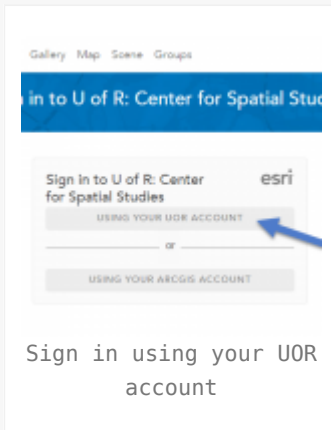 Gallery Map Scene Groups
in to U of R: Center for Spatial Stud
Sign in to U of R: Center
for Spatial Studies
esri
USING YOUR UOR ACCOUNT
or
USING YOUR ARCGIS ACCOUNT
Sign in using your UOR
account